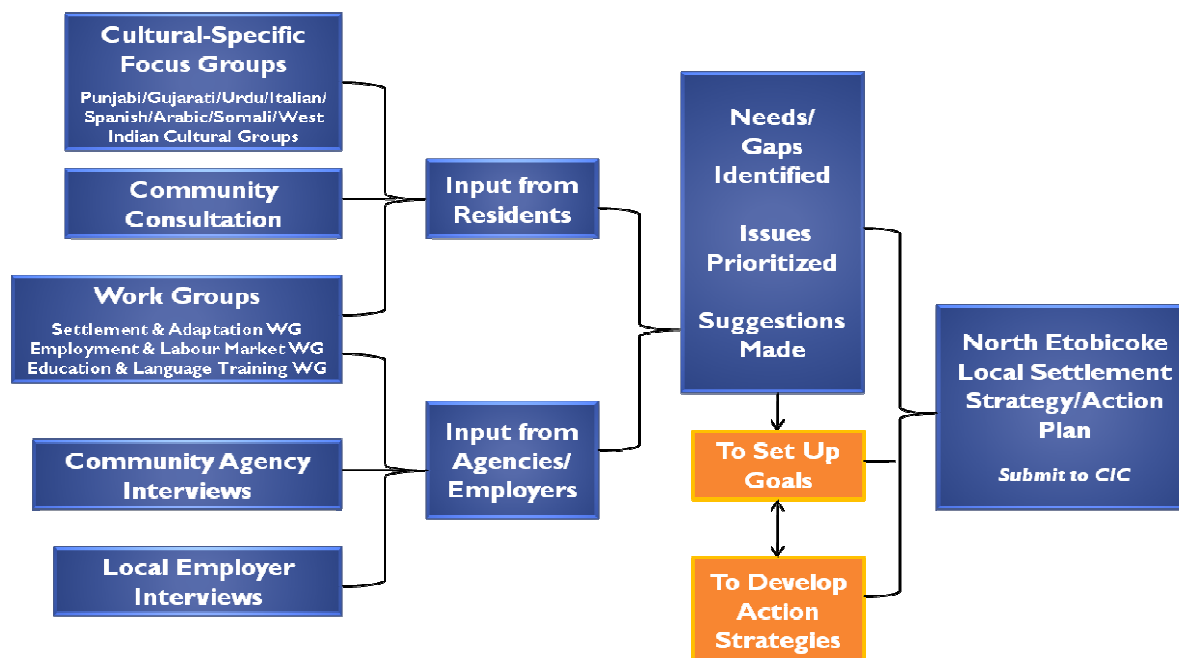 Cultural-Specific
Focus Groups
Punjabi/Gujarati/Urdu/Italian/
Spanish/Arabic/Somali/West
Indian Cultural Groups
Community
Consultation
Work Groups
Settlement & Adaptation WG
Employment & Labour Market WG
Education & Language Training WG
Community Agency
Interviews
Local Employer
Interviews
Input from
Residents
Input from
Agencies/
Employers
Needs/
Gaps
Identified
Issues
Prioritized
Suggestions
Made
To Set Up
Goals
To Develop
Action
Strategies
North Etobicoke
Local Settlement
Strategy/Action
Plan
Submit to CIC